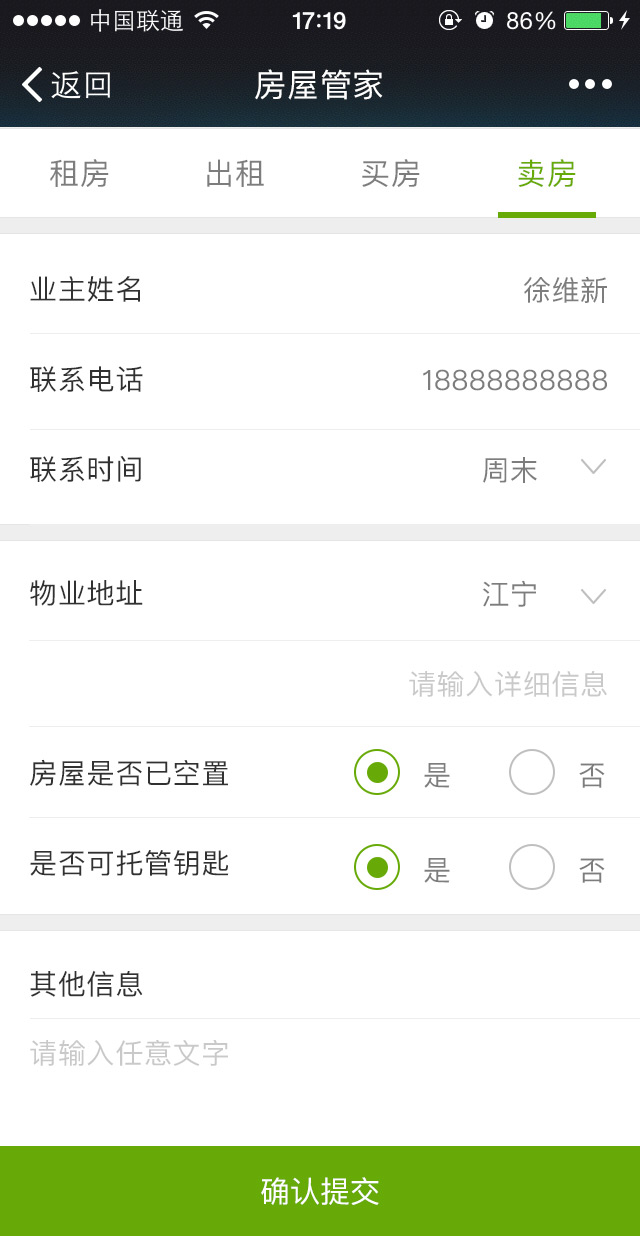 中国联通 17:19 86%
返回 房屋管家
租房 出租 买房 卖房
业主姓名 徐维新
联系电话 18888888888
联系时间 周末
物业地址 江宁
请输入详细信息
房屋是否已空置 是 否
是否可托管钥匙 是 否
其他信息
请输入任意文字
确认提交